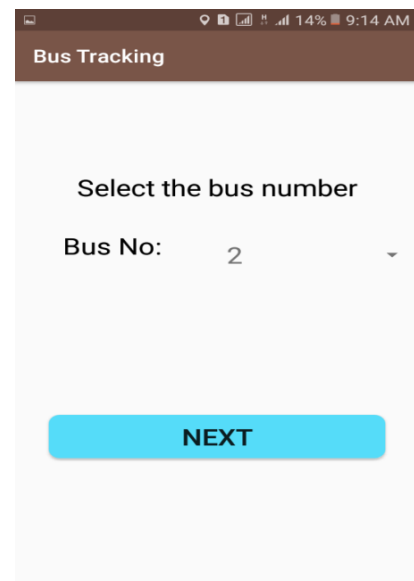 14% 9:14 AM
Bus Tracking
Select the bus number
Bus No: 2
NEXT